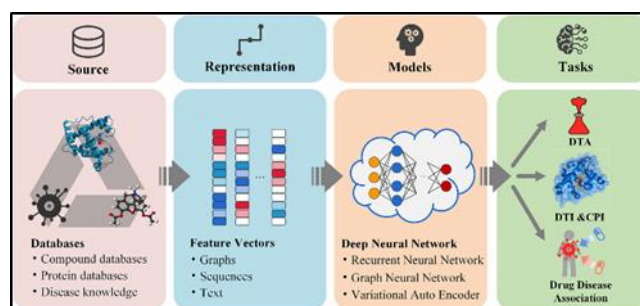 Source
Representation
Models
Tasks
Databases
• Compound databases
• Protein databases
• Disease knowledge
...
Feature Vectors
• Graphs
• Sequences
• Text
...
Deep Neural Network
• Recurrent Neural Network
• Graph Neural Network
• Variational Auto Encoder
DTA
DTI &CPI
Drug Disease
Association